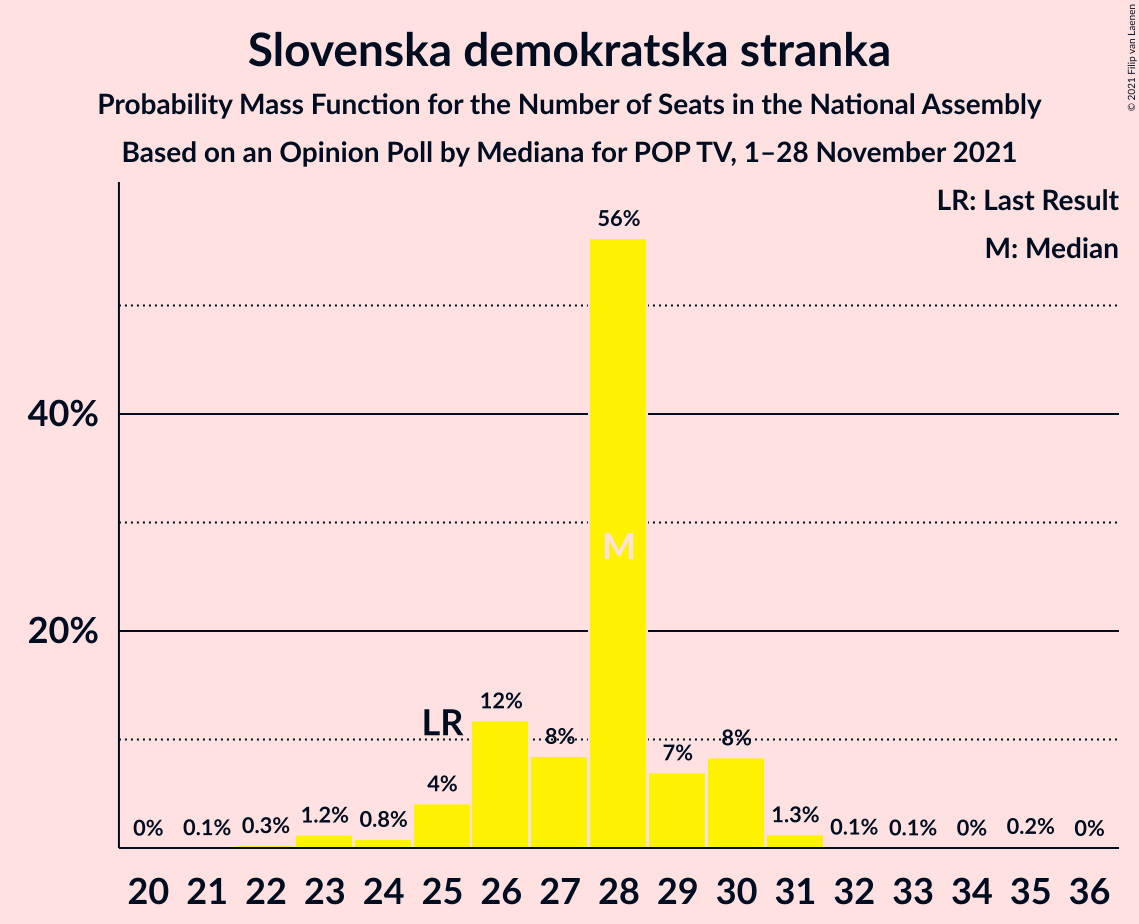 Slovenska demokratska stranka
Probability Mass Function for the Number of Seats in the National Assembly
Based on an Opinion Poll by Mediana for POP TV, 1–28 November 2021
© 2021 Filip van Laenen
LR: Last Result
M: Median
56%
40%
M
20%
LR
12%
8%
7%
8%
4%
0%
0.1%
0.3%
1.2%
0.8%
1.3%
0.1%
0.1%
0%
0.2%
0%
20 21 22 23 24 25 26 27 28 29 30 31 32 33 34 35 36